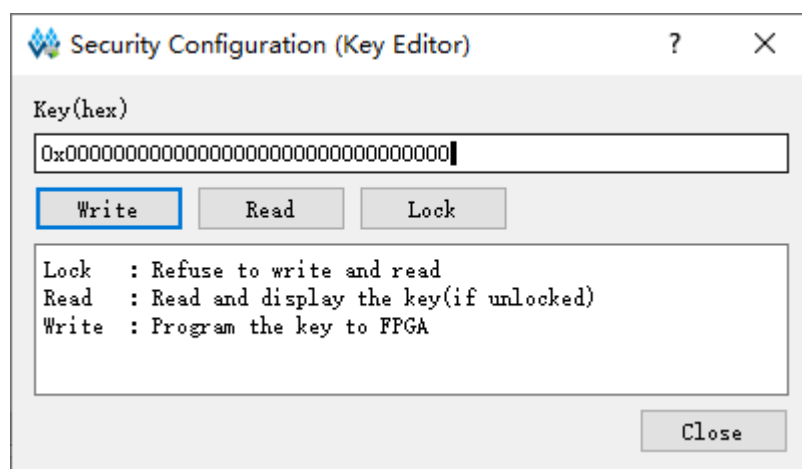 Security Configuration (Key Editor)
?
Key(hex)
0x00000000000000000000000000000000
Write
Read
Lock
Lock : Refuse to write and read
Read : Read and display the key(if unlocked)
Write : Program the key to FPGA
Close